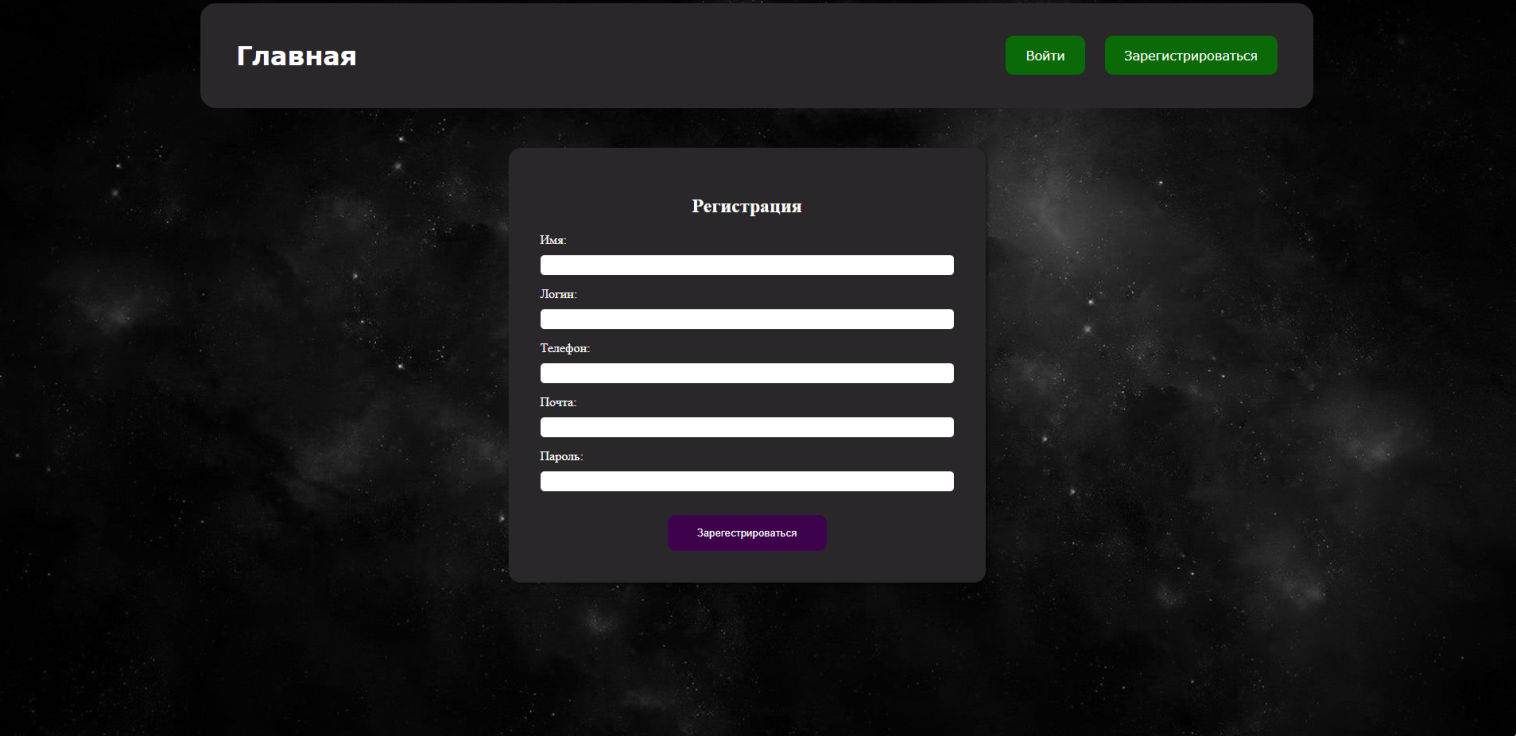 Главная
Войти
Зарегистрироваться
Регистрация
Имя:
Логин:
Телефон:
Почта:
Пароль:
Зарегестрироваться